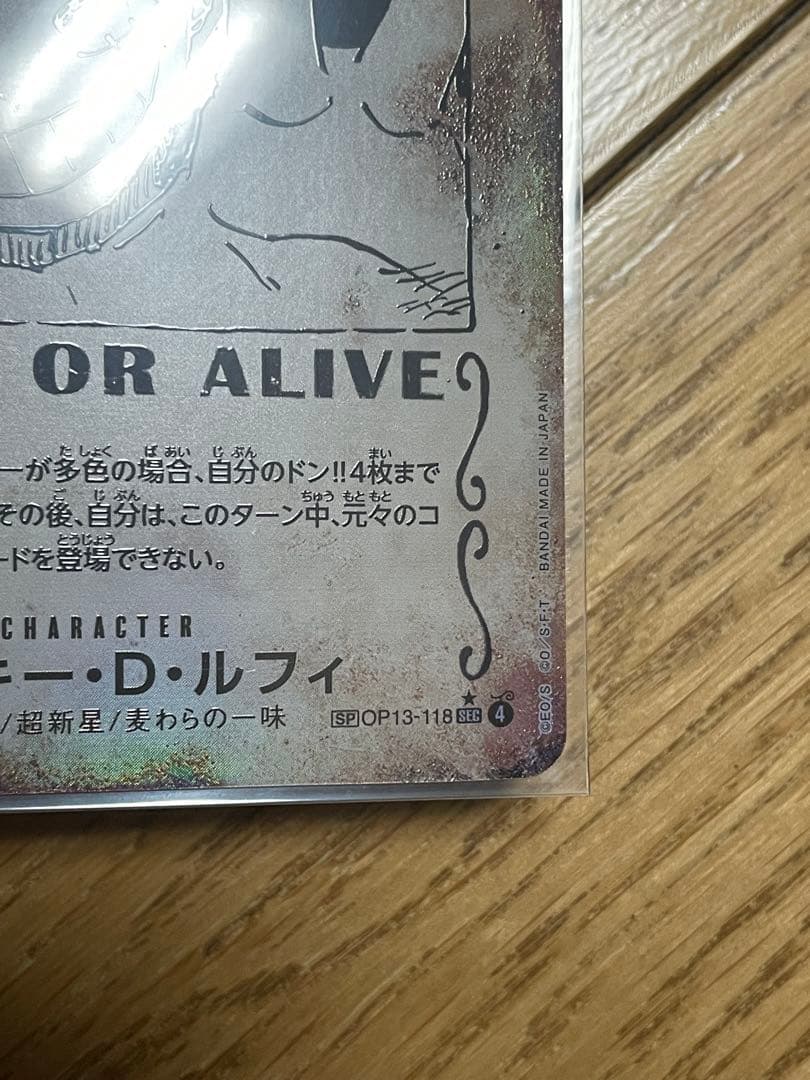 OR ALIVE
ーが多色の場合、自分のドン!!4枚まで
その後、自分は、このターン中、元々のコ
ードを登場できない。
CHARACTER
キー・D・ルフィ
/超新星/麦わらの一味
SP OP13-118 SEC 4
©EO/S ©O/S・F・T BANDAI MADE IN JAPAN